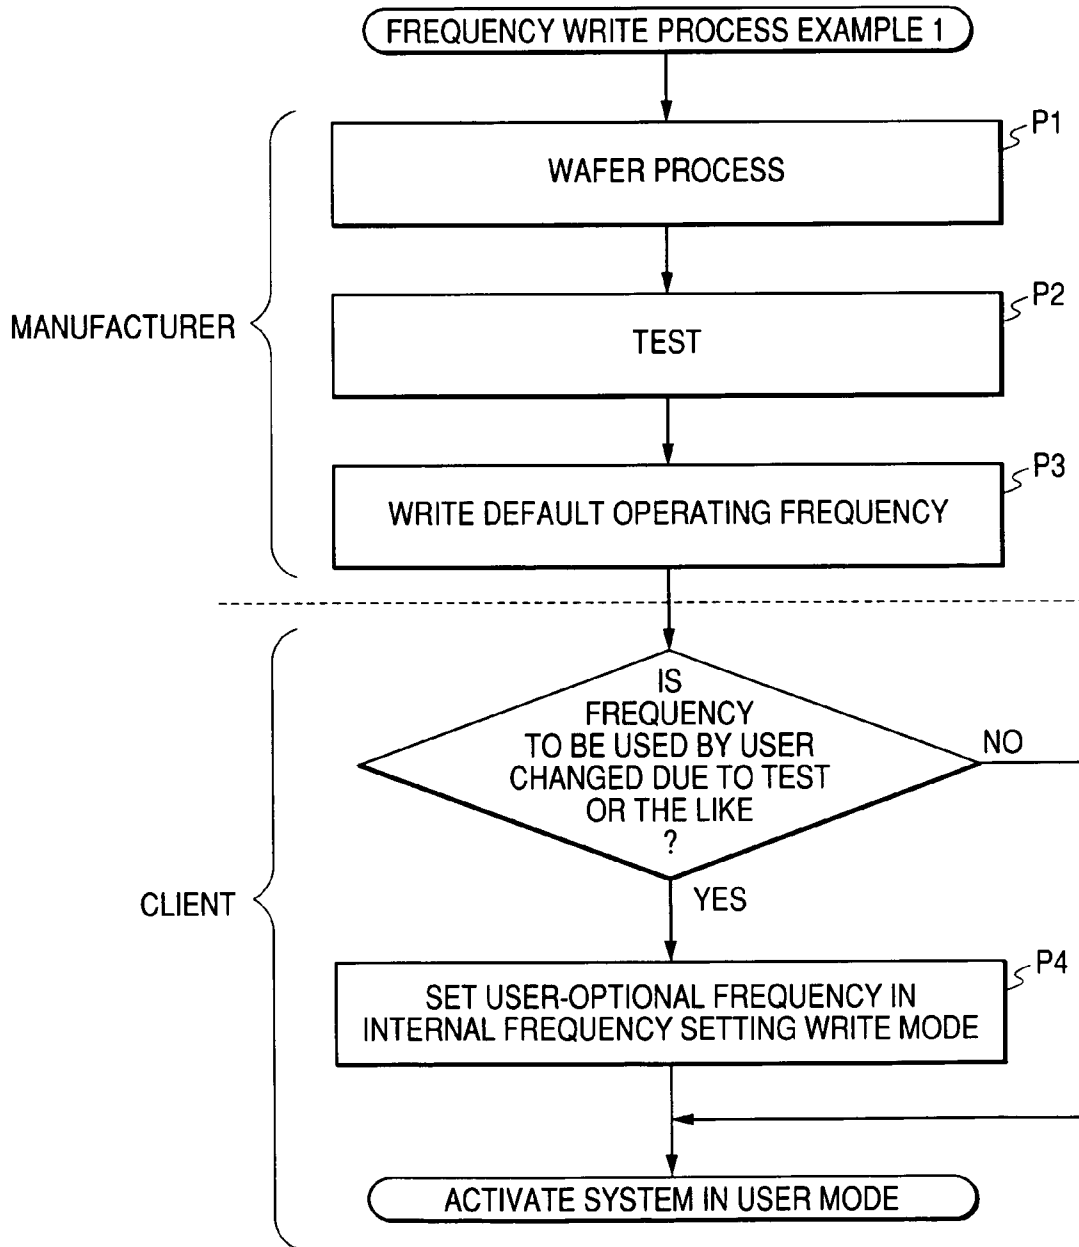 FREQUENCY WRITE PROCESS EXAMPLE 1
P1
WAFER PROCESS
P2
MANUFACTURER
TEST
P3
WRITE DEFAULT OPERATING FREQUENCY
IS
FREQUENCY
TO BE USED BY USER
CHANGED DUE TO TEST
OR THE LIKE
?
NO
CLIENT
YES
P4
SET USER-OPTIONAL FREQUENCY IN
INTERNAL FREQUENCY SETTING WRITE MODE
ACTIVATE SYSTEM IN USER MODE